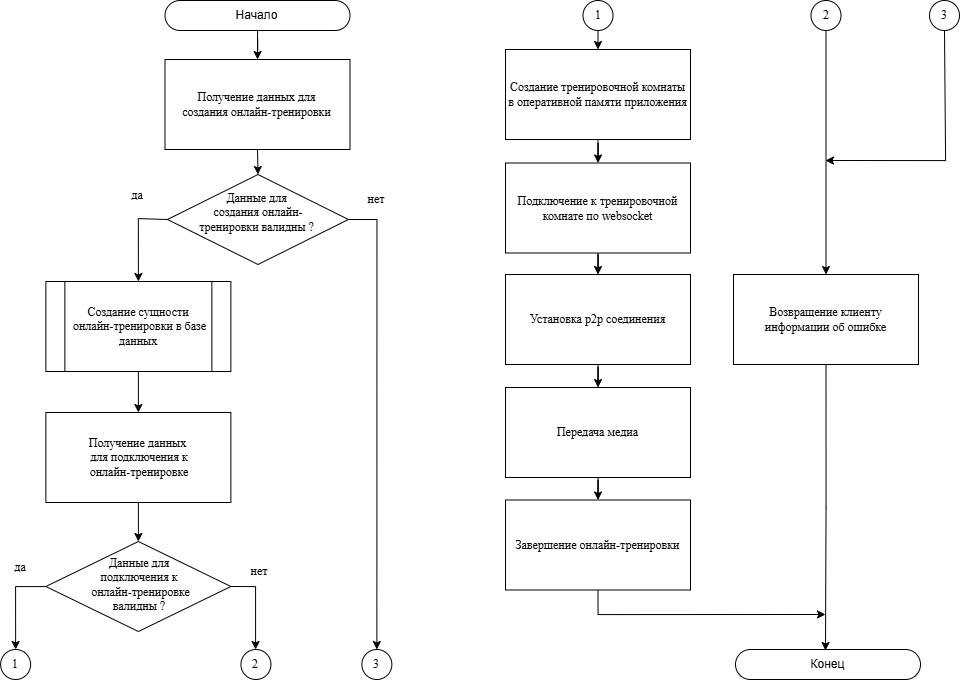 Начало
Получение данных для
создания онлайн-тренировки
да
Данные для
создания онлайн-
тренировки валидны ?
нет
Создание сущности
онлайн-тренировки в базе
данных
Получение данных
для подключения к
онлайн-тренировке
да
Данные для
подключения к
онлайн-тренировке
валидны ?
нет
1
2
3
1
Создание тренировочной комнаты
в оперативной памяти приложения
Подключение к тренировочной
комнате по websocket
Установка p2p соединения
Передача медиа
Завершение онлайн-тренировки
2
3
Возвращение клиенту
информации об ошибке
Конец